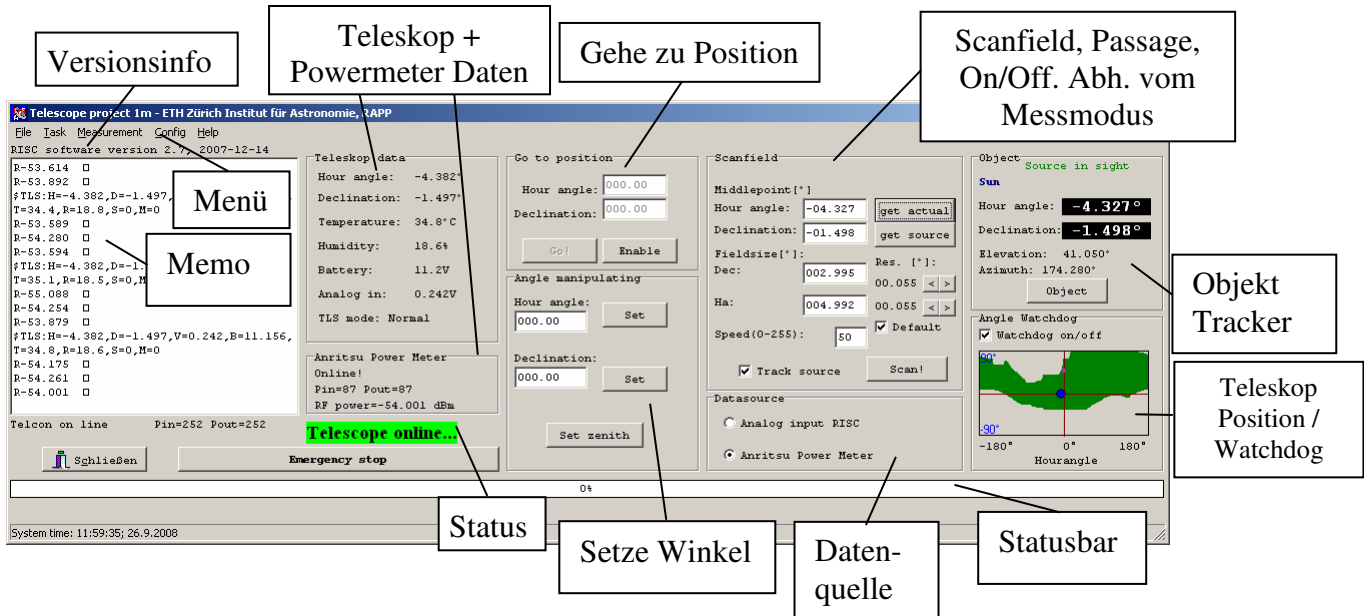 Versionsinfo
Teleskop +
Powermeter Daten
Gehe zu Position
Scanfield, Passage,
On/Off. Abh. vom
Messmodus
Telescope project 1m - ETH Zürich Institut für Astronomie, RAPP
File Task Measurement Config Help
RISC software version 2.7, 2007-12-14
R-53.614
R-53.892
$TLS:H=-4.382,D=-1.497,
T=34.4,R=18.8,S=0,M=0
R-53.589
R-54.280
R-53.594
$TLS:H=-4.382,D=-1.
T=35.1,R=18.5,S=0,M=0
R-55.088
R-54.254
R-53.879
$TLS:H=-4.382,D=-1.497,V=0.242,B=11.156,
T=34.8,R=18.6,S=0,M=0
R-54.175
R-54.261
R-54.001
Menü
Memo
Telcon on line Pin=252 Pout=252
Schließen
Emergency stop
Teleskop data
Hour angle: -4.382°
Declination: -1.497°
Temperature: 34.8°C
Humidity: 18.6%
Battery: 11.2V
Analog in: 0.242V
TLS mode: Normal
Anritsu Power Meter
Online!
Pin=87 Pout=87
RF power=-54.001 dBm
Telescope online...
Go to position
Hour angle: 000.00
Declination: 000.00
Go! Enable
Angle manipulating
Hour angle:
000.00 Set
Declination:
000.00 Set
Set zenith
Scanfield
Middlepoint[°]
Hour angle: -04.327 get actual
Declination: -01.498 get source
Fieldsize[°]:
Dec: 002.995
Res. [°]:
00.055 < >
Ha: 004.992
00.055 < >
Speed(0-255): 50
Default
Track source Scan!
Datasource
Analog input RISC
Anritsu Power Meter
Object
Source in sight
Sun
Hour angle: -4.327°
Declination: -1.498°
Elevation: 41.050°
Azimuth: 174.280°
Object
Angle Watchdog
Watchdog on/off
90°
-90°
-180° 0° 180°
Hourangle
Objekt
Tracker
Teleskop
Position /
Watchdog
0%
System time: 11:59:35; 26.9.2008
Status
Setze Winkel
Daten-
quelle
Statusbar